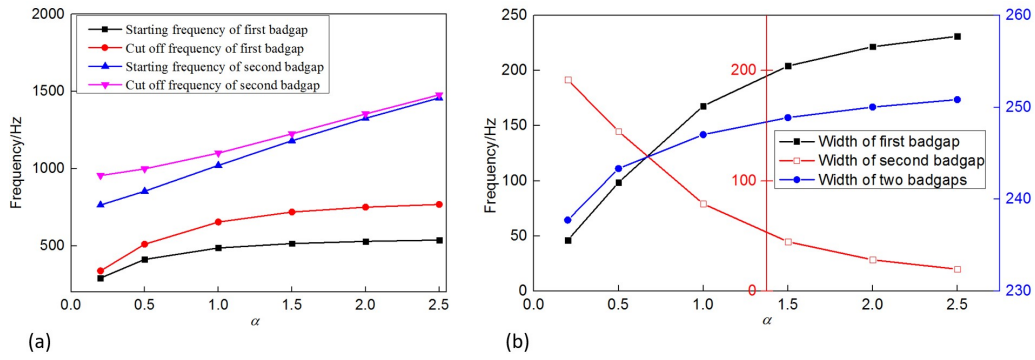 2000
1500
1000
500
Frequency/Hz
0.0 0.5 1.0 1.5 2.0 2.5
α
Starting frequency of first badgap
Cut off frequency of first badgap
Starting frequency of second badgap
Cut off frequency of second badgap
(a)
250
200
150
100
50
0
Frequency/Hz
0.0 0.5 1.0 1.5 2.0 2.5
α
200
100
0
260
250
240
230
Width of first badgap
Width of second badgap
Width of two badgaps
(b)